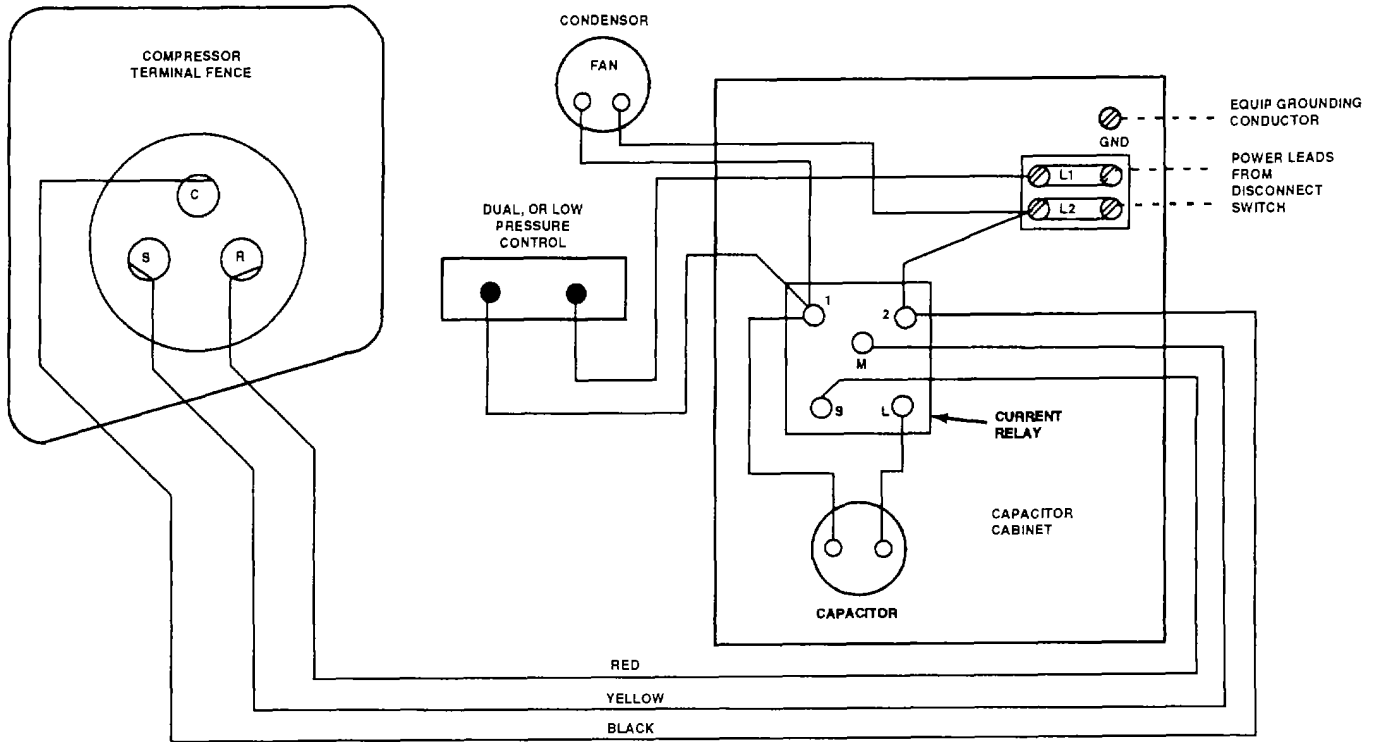 COMPRESSOR
TERMINAL FENCE
C
S
R
CONDENSOR
FAN
DUAL, OR LOW
PRESSURE
CONTROL
GND
EQUIP GROUNDING
CONDUCTOR
L1
L2
POWER LEADS
FROM
DISCONNECT
SWITCH
1
2
M
S
L
CURRENT
RELAY
CAPACITOR
CABINET
CAPACITOR
RED
YELLOW
BLACK